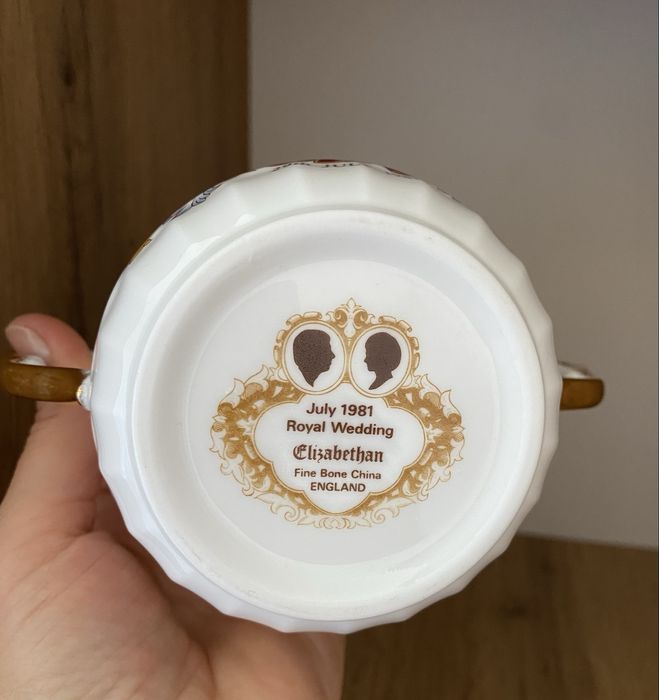 July 1981
Royal Wedding
Elizabethan
Fine Bone China
ENGLAND